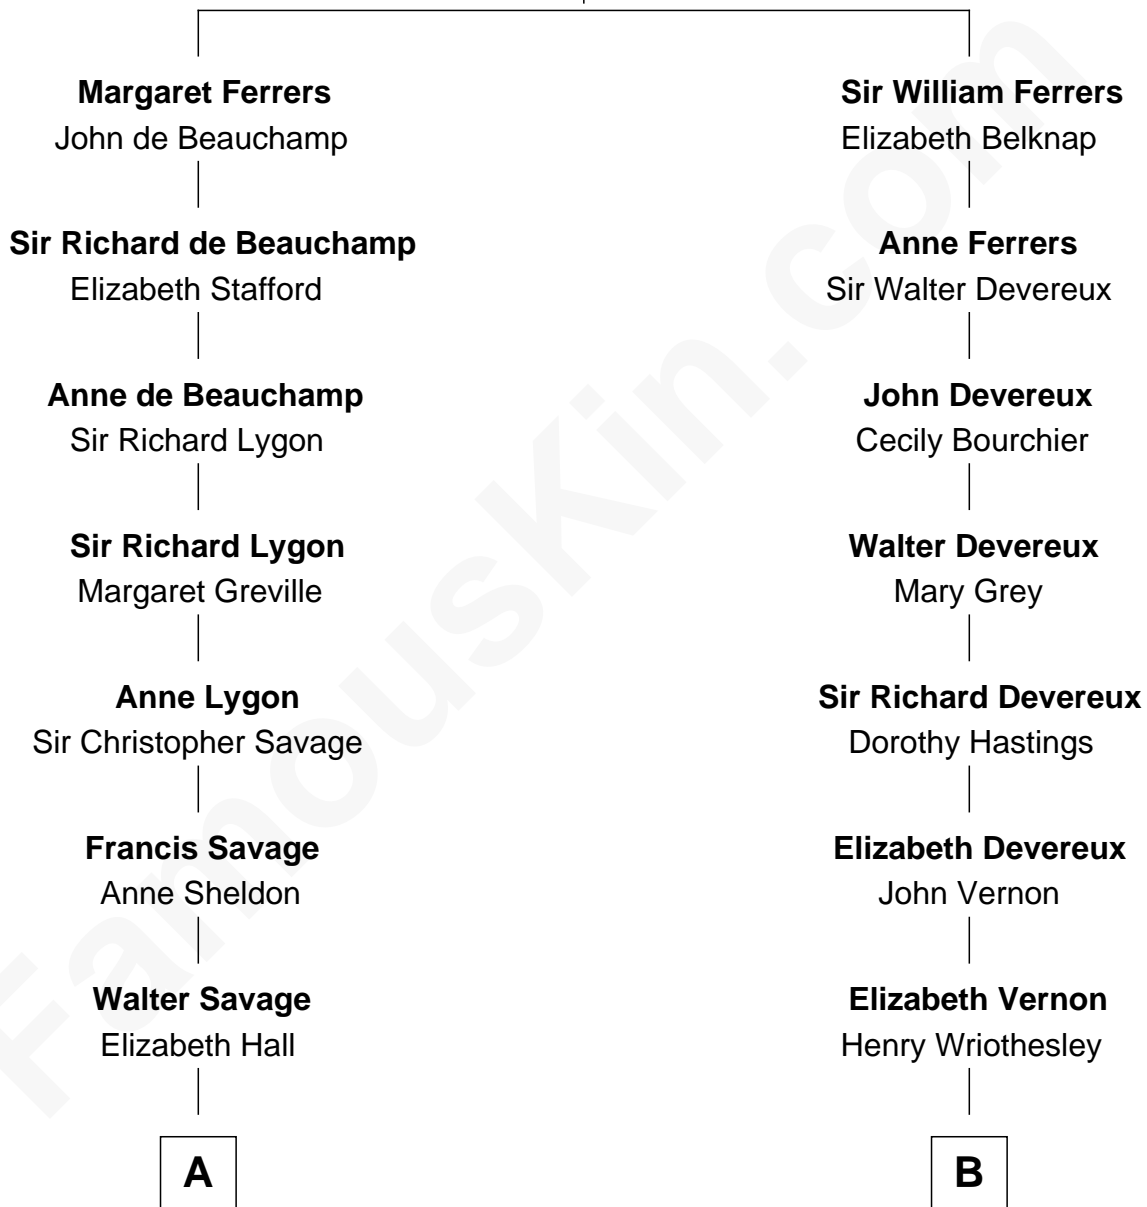 Margaret Ferrers
John de Beauchamp
Sir William Ferrers
Elizabeth Belknap
Sir Richard de Beauchamp
Elizabeth Stafford
Anne Ferrers
Sir Walter Devereux
Anne de Beauchamp
Sir Richard Lygon
John Devereux
Cecily Bourchier
Sir Richard Lygon
Margaret Greville
Walter Devereux
Mary Grey
Anne Lygon
Sir Christopher Savage
Sir Richard Devereux
Dorothy Hastings
Francis Savage
Anne Sheldon
Elizabeth Devereux
John Vernon
Walter Savage
Elizabeth Hall
Elizabeth Vernon
Henry Wriothesley
A
B
FamousKin.com